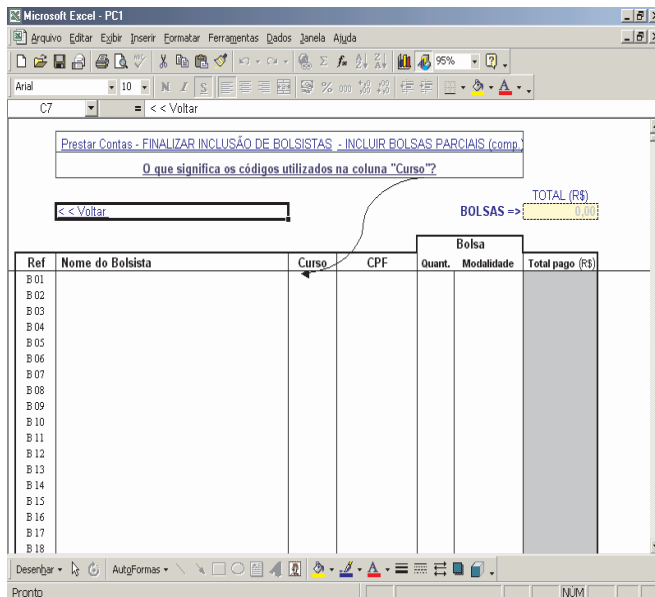 Microsoft Excel - PC1
Arquivo Editar Exibir Inserir Formatar Ferramentas Dados Janela Ajuda
95%
Arial 10 N I S % 000
C7 = < < Voltar
Prestar Contas - FINALIZAR INCLUSÃO DE BOLSISTAS - INCLUIR BOLSAS PARCIAIS (comp.)
O que significa os códigos utilizados na coluna "Curso"?
TOTAL (R$)
< < Voltar BOLSAS => 0,00
Bolsa
Ref Nome do Bolsista Curso CPF Quant. Modalidade Total pago (R$)
B 01
B 02
B 03
B 04
B 05
B 06
B 07
B 08
B 09
B 10
B 11
B 12
B 13
B 14
B 15
B 16
B 17
B 18
Desenhar AutoFormas
Pronto NÚM